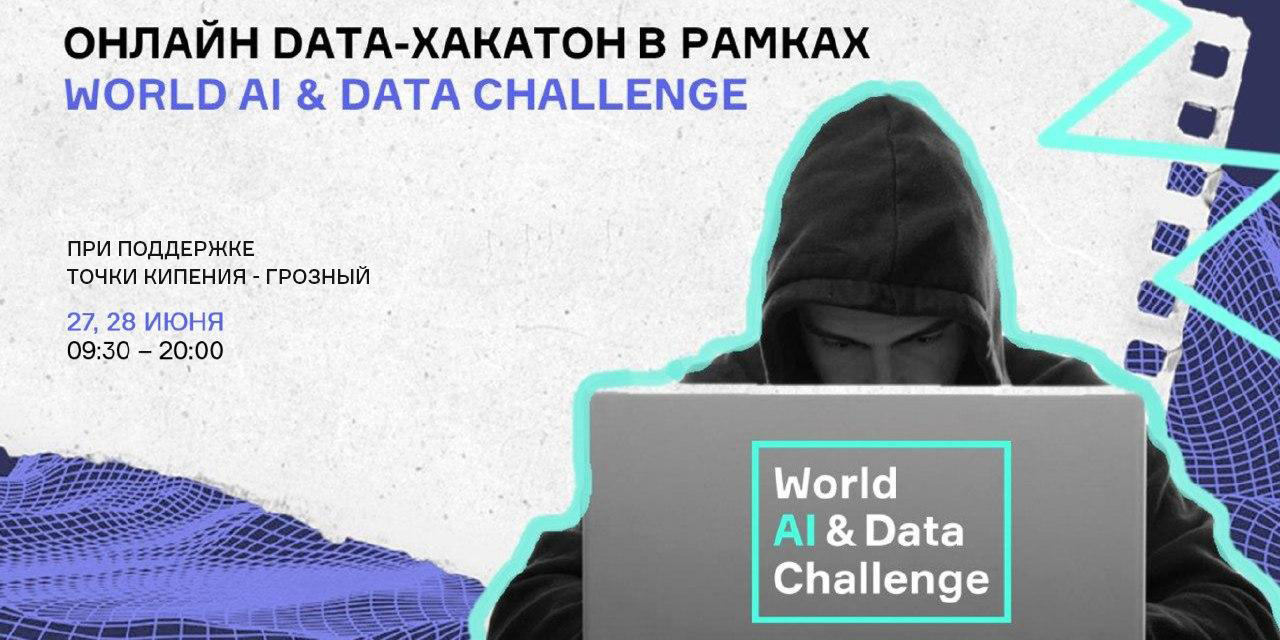 ОНЛАЙН DATA-ХАКАТОН В РАМКАХ
WORLD AI & DATA CHALLENGE
ПРИ ПОДДЕРЖКЕ
ТОЧКИ КИПЕНИЯ - ГРОЗНЫЙ
27, 28 ИЮНЯ
09:30 – 20:00
World
AI & Data
Challenge